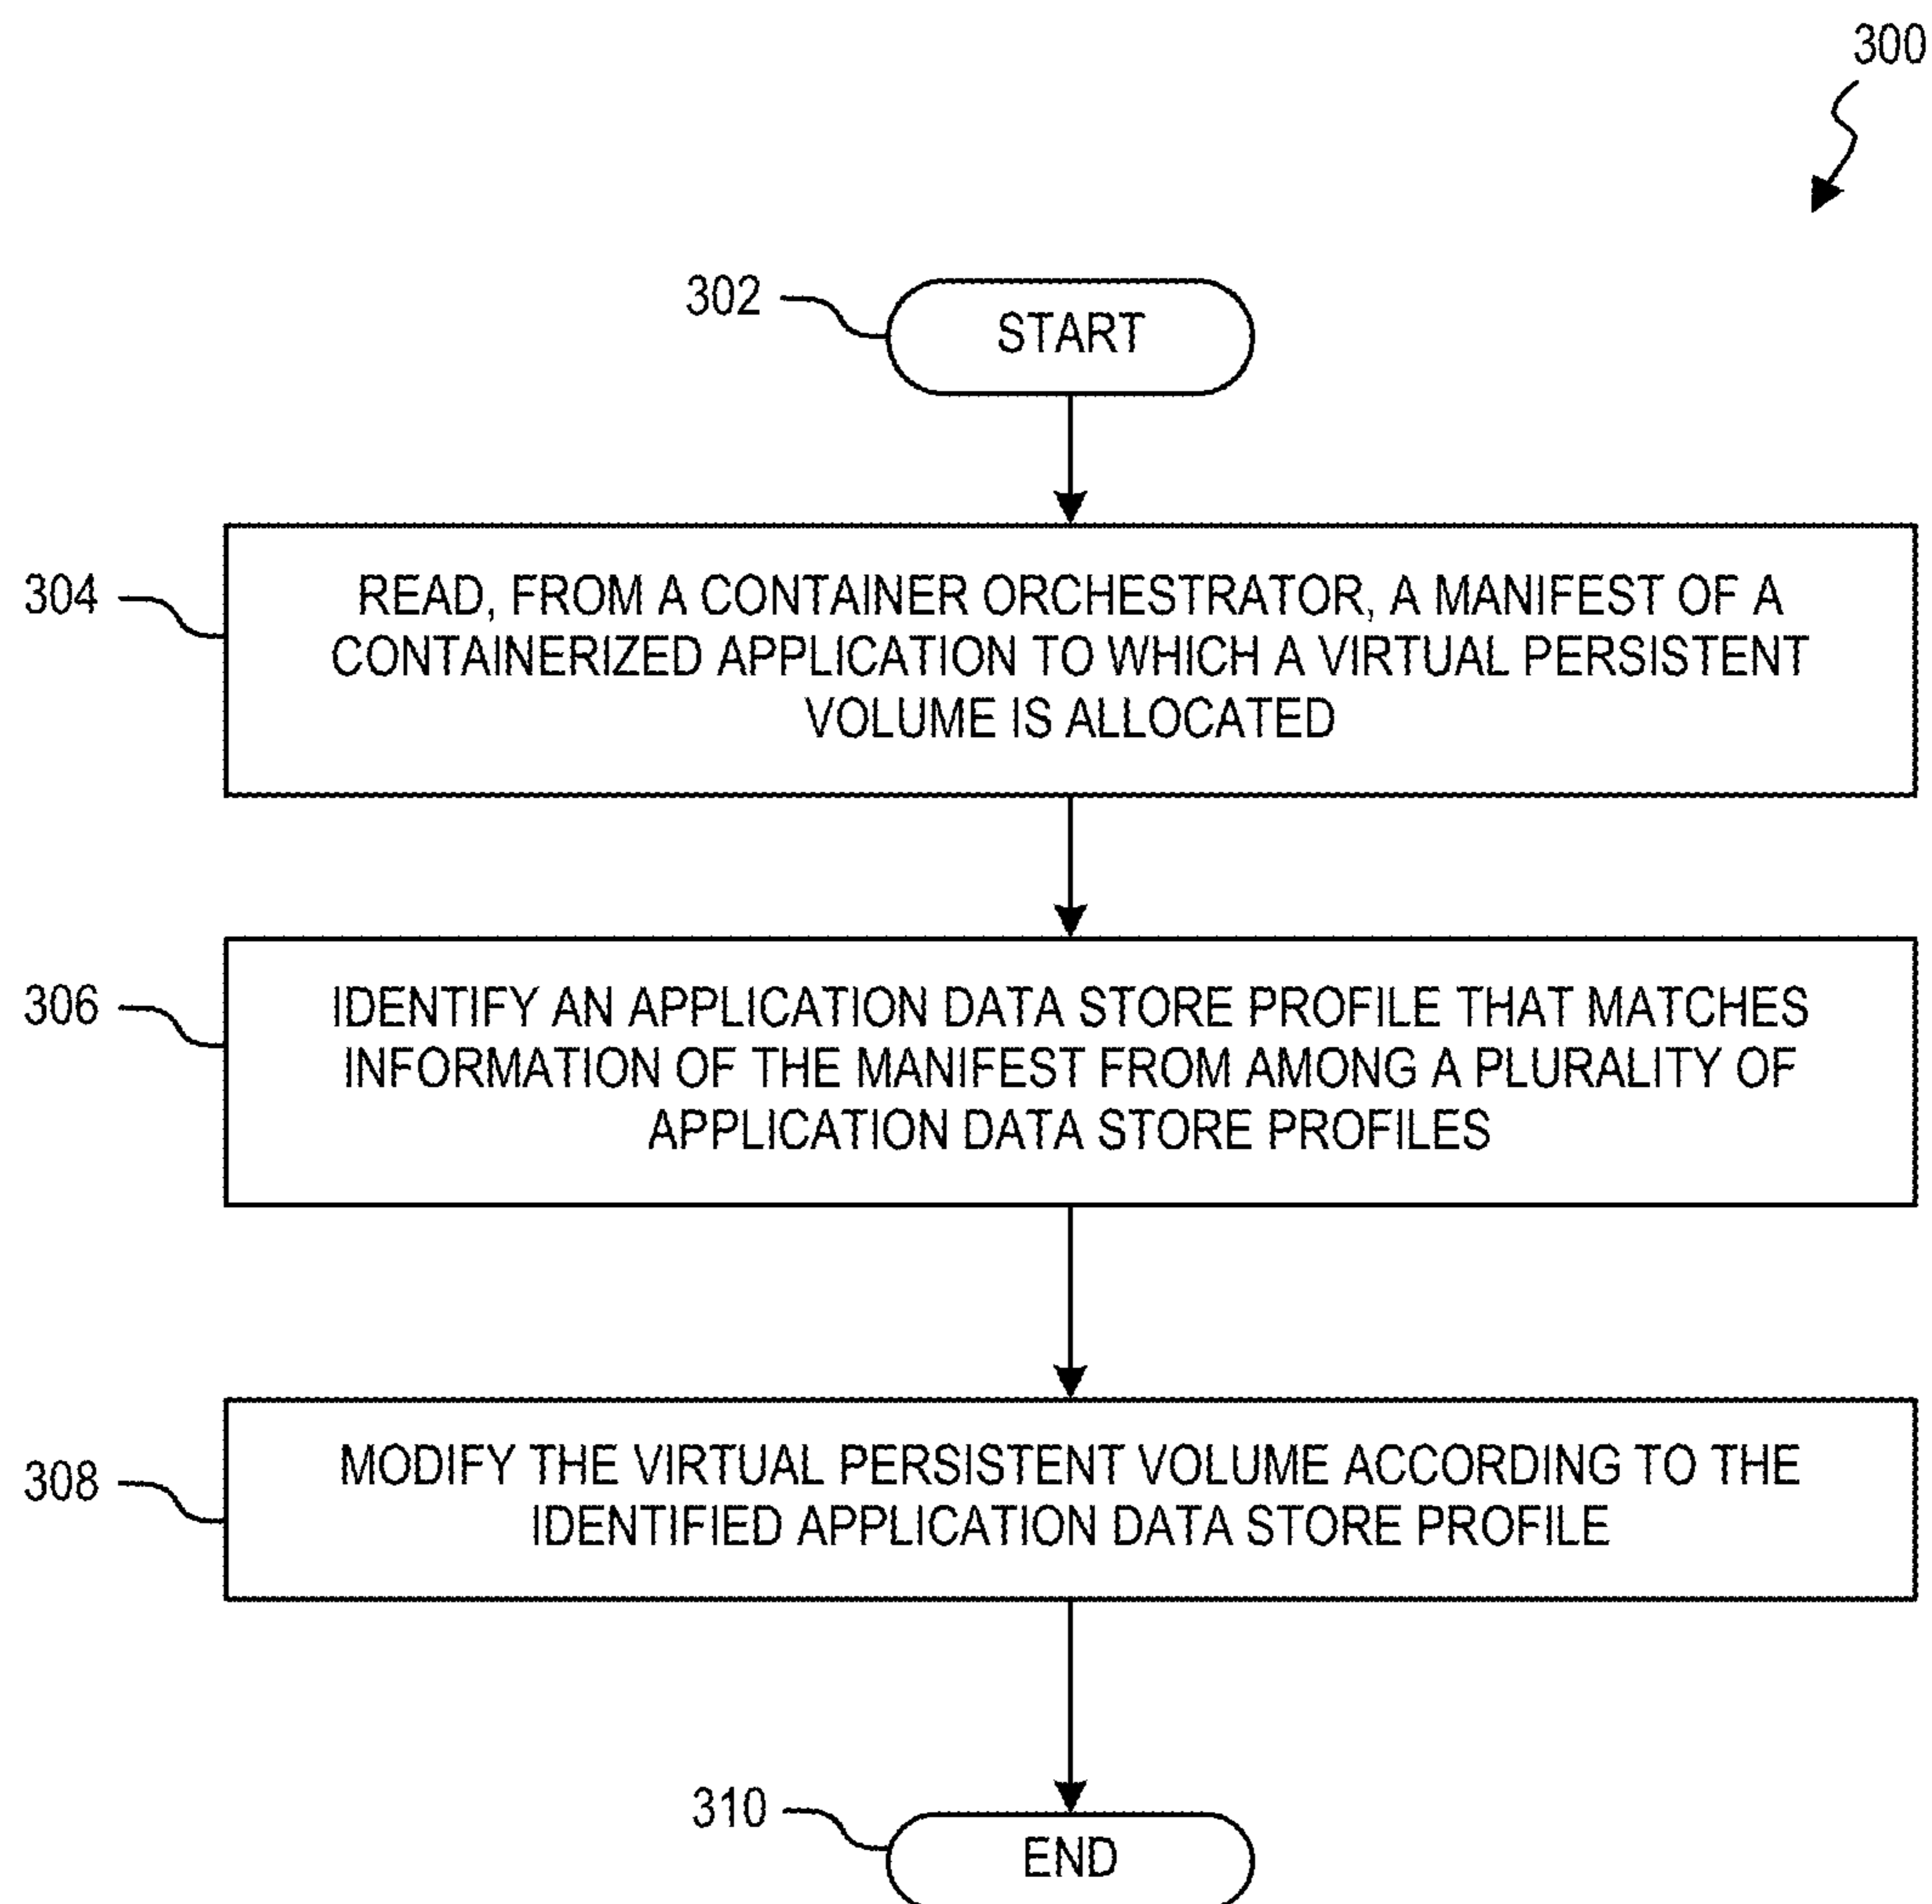 300
302
START
304
READ, FROM A CONTAINER ORCHESTRATOR, A MANIFEST OF A
CONTAINERIZED APPLICATION TO WHICH A VIRTUAL PERSISTENT
VOLUME IS ALLOCATED
306
IDENTIFY AN APPLICATION DATA STORE PROFILE THAT MATCHES
INFORMATION OF THE MANIFEST FROM AMONG A PLURALITY OF
APPLICATION DATA STORE PROFILES
308
MODIFY THE VIRTUAL PERSISTENT VOLUME ACCORDING TO THE
IDENTIFIED APPLICATION DATA STORE PROFILE
310
END